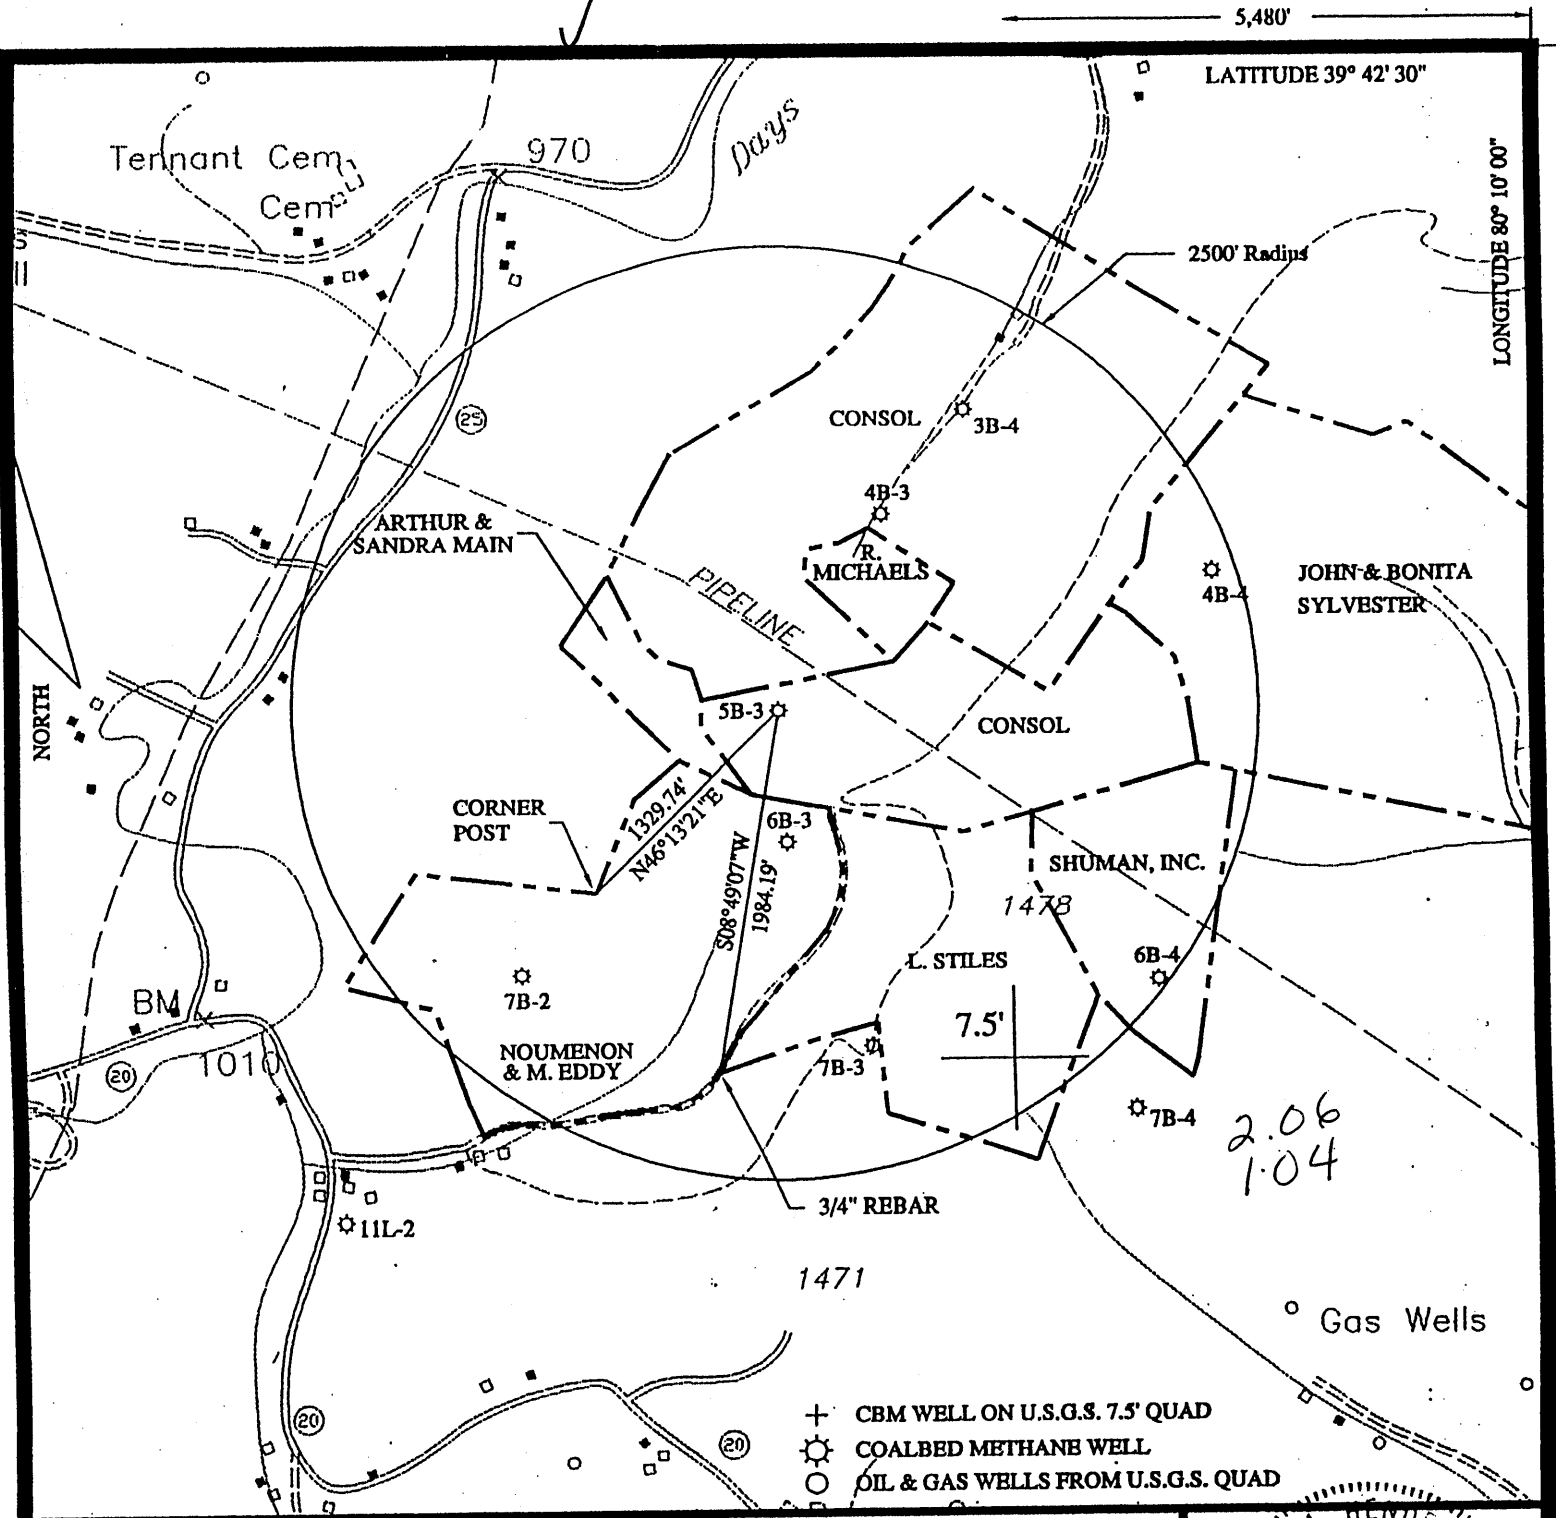 5,480'
LATITUDE 39° 42' 30"
LONGITUDE 80° 10' 00"
Tennant Cem
Cem
970
Days
2500' Radius
25
CONSOL
3B-4
4B-3
ARTHUR &
SANDRA MAIN
R.
MICHAELS
PIPELINE
4B-4
JOHN & BONITA
SYLVESTER
NORTH
5B-3
CONSOL
CORNER
POST
1329.74'
N46°13'21"E
6B-3
S08°49'07"W
1984.19'
SHUMAN, INC.
1478
L. STILES
6B-4
7B-2
BM
1010
20
NOUMENON
& M. EDDY
7.5'
7B-3
7B-4
2.06
1.04
3/4" REBAR
11L-2
1471
Gas Wells
20
20
CBM WELL ON U.S.G.S. 7.5' QUAD
COALBED METHANE WELL
OIL & GAS WELLS FROM U.S.G.S. QUAD